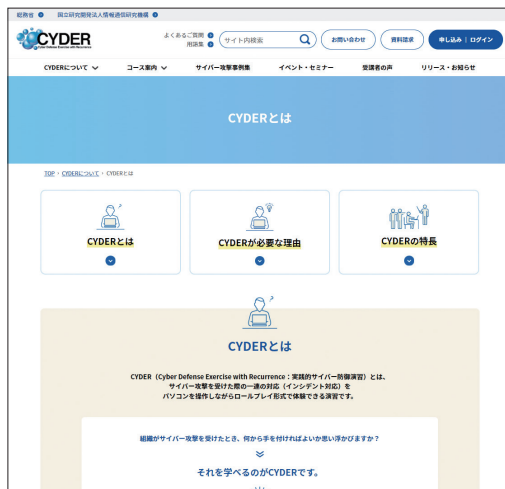 総務省
国立研究開発法人情報通信研究機構
CYDER
Cyber Defense Exercise with Recurrence
よくあるご質問
用語集
サイト内検索
お問い合わせ
資料請求
申し込み | ログイン
CYDERについて
コース案内
サイバー攻撃事例集
イベント・セミナー
受講者の声
リリース・お知らせ
CYDERとは
TOP · CYDERについて · CYDERとは
CYDERとは
CYDERが必要な理由
CYDERの特長
CYDERとは
CYDER（Cyber Defense Exercise with Recurrence：実践的サイバー防御演習）とは、
サイバー攻撃を受けた際の一連の対応（インシデント対応）を
パソコンを操作しながらロールプレイ形式で体験できる演習です。
組織がサイバー攻撃を受けたとき、何から手を付ければよいか思い浮かびますか？
それを学べるのがCYDERです。